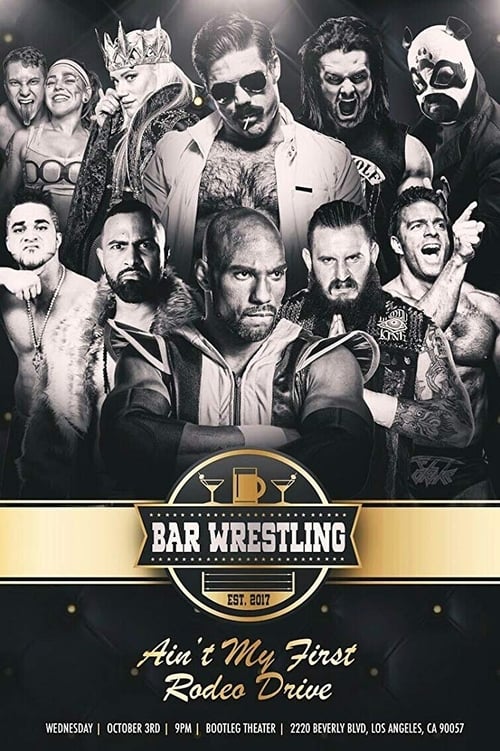 BAR WRESTLING
EST. 2017
Ain't My First
Rodeo Drive
WEDNESDAY | OCTOBER 3RD | 9PM | BOOTLEG THEATER | 2220 BEVERLY BLVD, LOS ANGELES, CA 90057